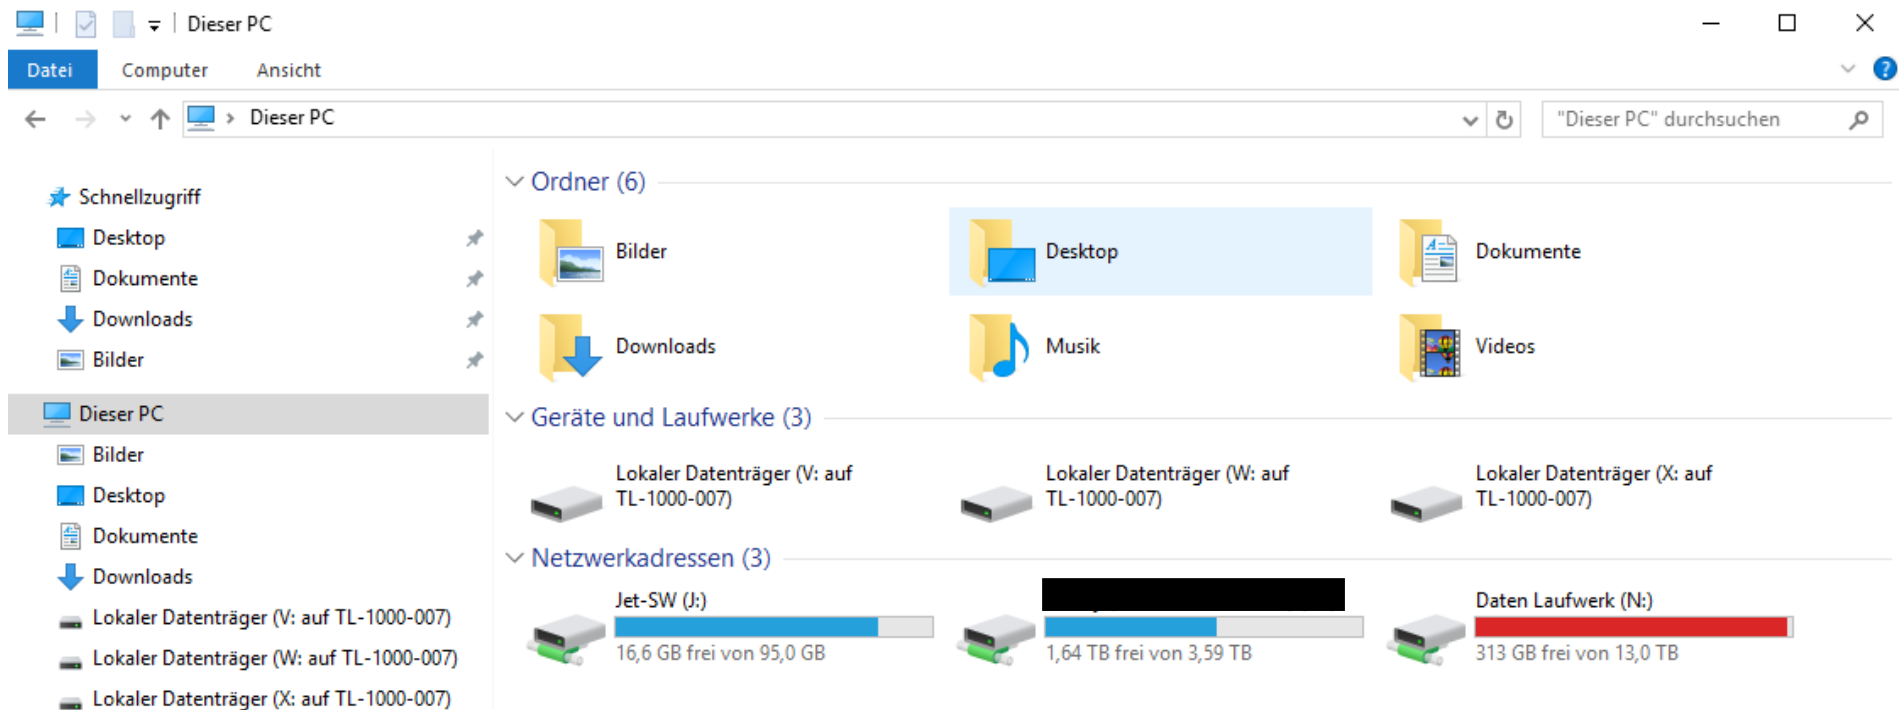 Dieser PC
Datei
Computer
Ansicht
?
Dieser PC
"Dieser PC" durchsuchen
Schnellzugriff
Desktop
Dokumente
Downloads
Bilder
Dieser PC
Bilder
Desktop
Dokumente
Downloads
Lokaler Datenträger (V: auf TL-1000-007)
Lokaler Datenträger (W: auf TL-1000-007)
Lokaler Datenträger (X: auf TL-1000-007)
Ordner (6)
Bilder
Desktop
Dokumente
Downloads
Musik
Videos
Geräte und Laufwerke (3)
Lokaler Datenträger (V: auf
TL-1000-007)
Lokaler Datenträger (W: auf
TL-1000-007)
Lokaler Datenträger (X: auf
TL-1000-007)
Netzwerkadressen (3)
Jet-SW (J:)
16,6 GB frei von 95,0 GB
1,64 TB frei von 3,59 TB
Daten Laufwerk (N:)
313 GB frei von 13,0 TB